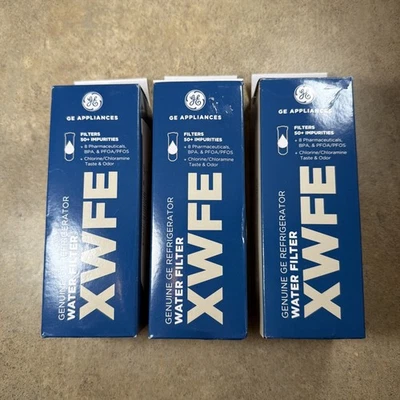 GE
GE APPLIANCES
FILTERS
50+ IMPURITIES
• 8 Pharmaceuticals,
BPA, & PFOA/PFOS
• Chlorine/Chloramine
Taste & Odor
GENUINE GE REFRIGERATOR
WATER FILTER
XWFE
GE
GE APPLIANCES
FILTERS
50+ IMPURITIES
• 8 Pharmaceuticals,
BPA, & PFOA/PFOS
• Chlorine/Chloramine
Taste & Odor
GENUINE GE REFRIGERATOR
WATER FILTER
XWFE
GE
GE APPLIANCES
FILTERS
50+ IMPURITIES
• 8 Pharmaceuticals,
BPA, & PFOA/PFOS
• Chlorine/Chloramine
Taste & Odor
GENUINE GE REFRIGERATOR
WATER FILTER
XWFE